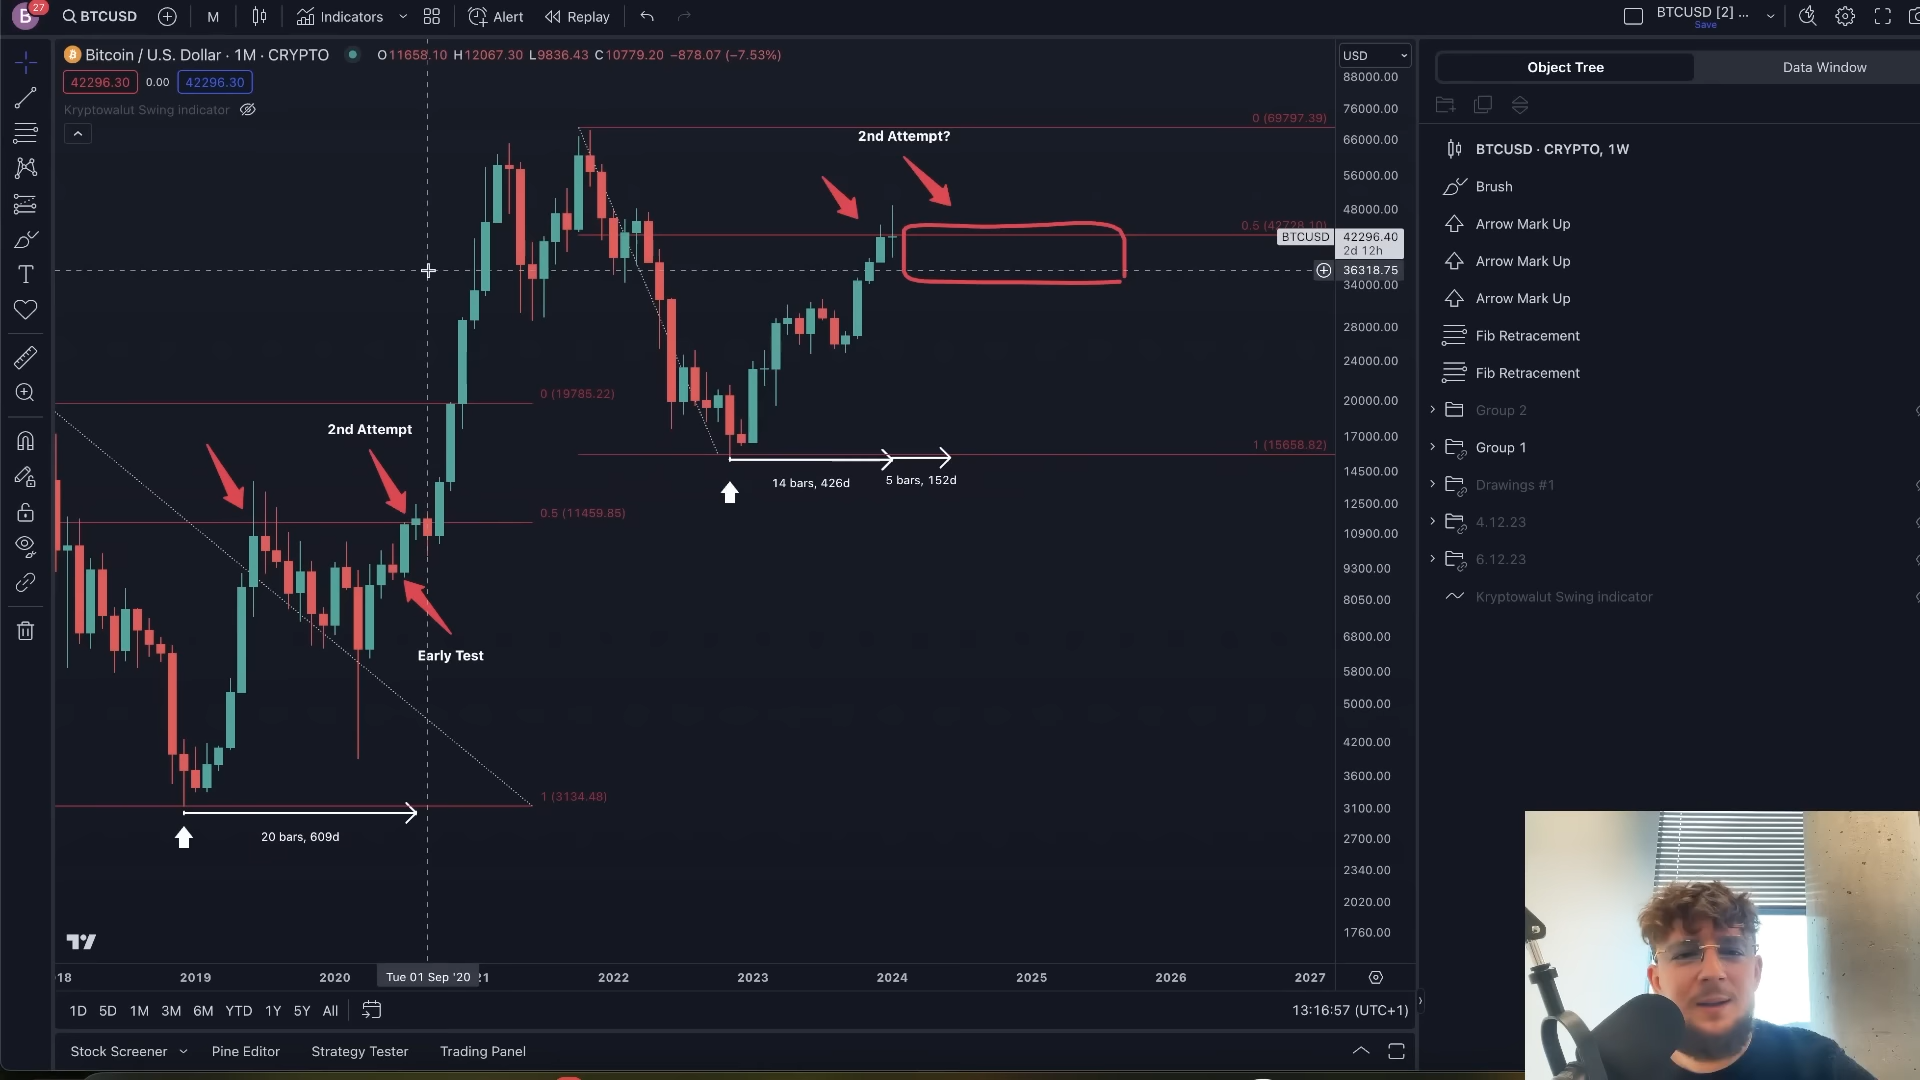 B 27 BTCUSD M Indicators Alert Replay BTCUSD [2] ...
Save
Bitcoin / U.S. Dollar · 1M · CRYPTO O11658.10 H12067.30 L9836.43 C10779.20 −878.07 (−7.53%)
42296.30 0.00 42296.30
Kryptowalut Swing indicator
USD
88000.00
76000.00
66000.00
56000.00
48000.00
BTCUSD 42296.40
2d 12h
36318.75
34000.00
28000.00
24000.00
20000.00
17000.00
14500.00
12500.00
10900.00
9300.00
8050.00
6800.00
5800.00
5000.00
4200.00
3600.00
3100.00
2700.00
2340.00
2020.00
1760.00
0 (69797.39)
2nd Attempt?
0.5 (42728.10)
1 (15658.82)
14 bars, 426d
5 bars, 152d
0 (19785.22)
2nd Attempt
0.5 (11459.85)
Early Test
1 (3134.48)
20 bars, 609d
18 2019 2020 Tue 01 Sep '20 21 2022 2023 2024 2025 2026 2027
1D 5D 1M 3M 6M YTD 1Y 5Y All 13:16:57 (UTC+1)
Stock Screener Pine Editor Strategy Tester Trading Panel
Object Tree Data Window
BTCUSD · CRYPTO, 1W
Brush
Arrow Mark Up
Arrow Mark Up
Arrow Mark Up
Fib Retracement
Fib Retracement
Group 2
Group 1
Drawings #1
4.12.23
6.12.23
Kryptowalut Swing indicator